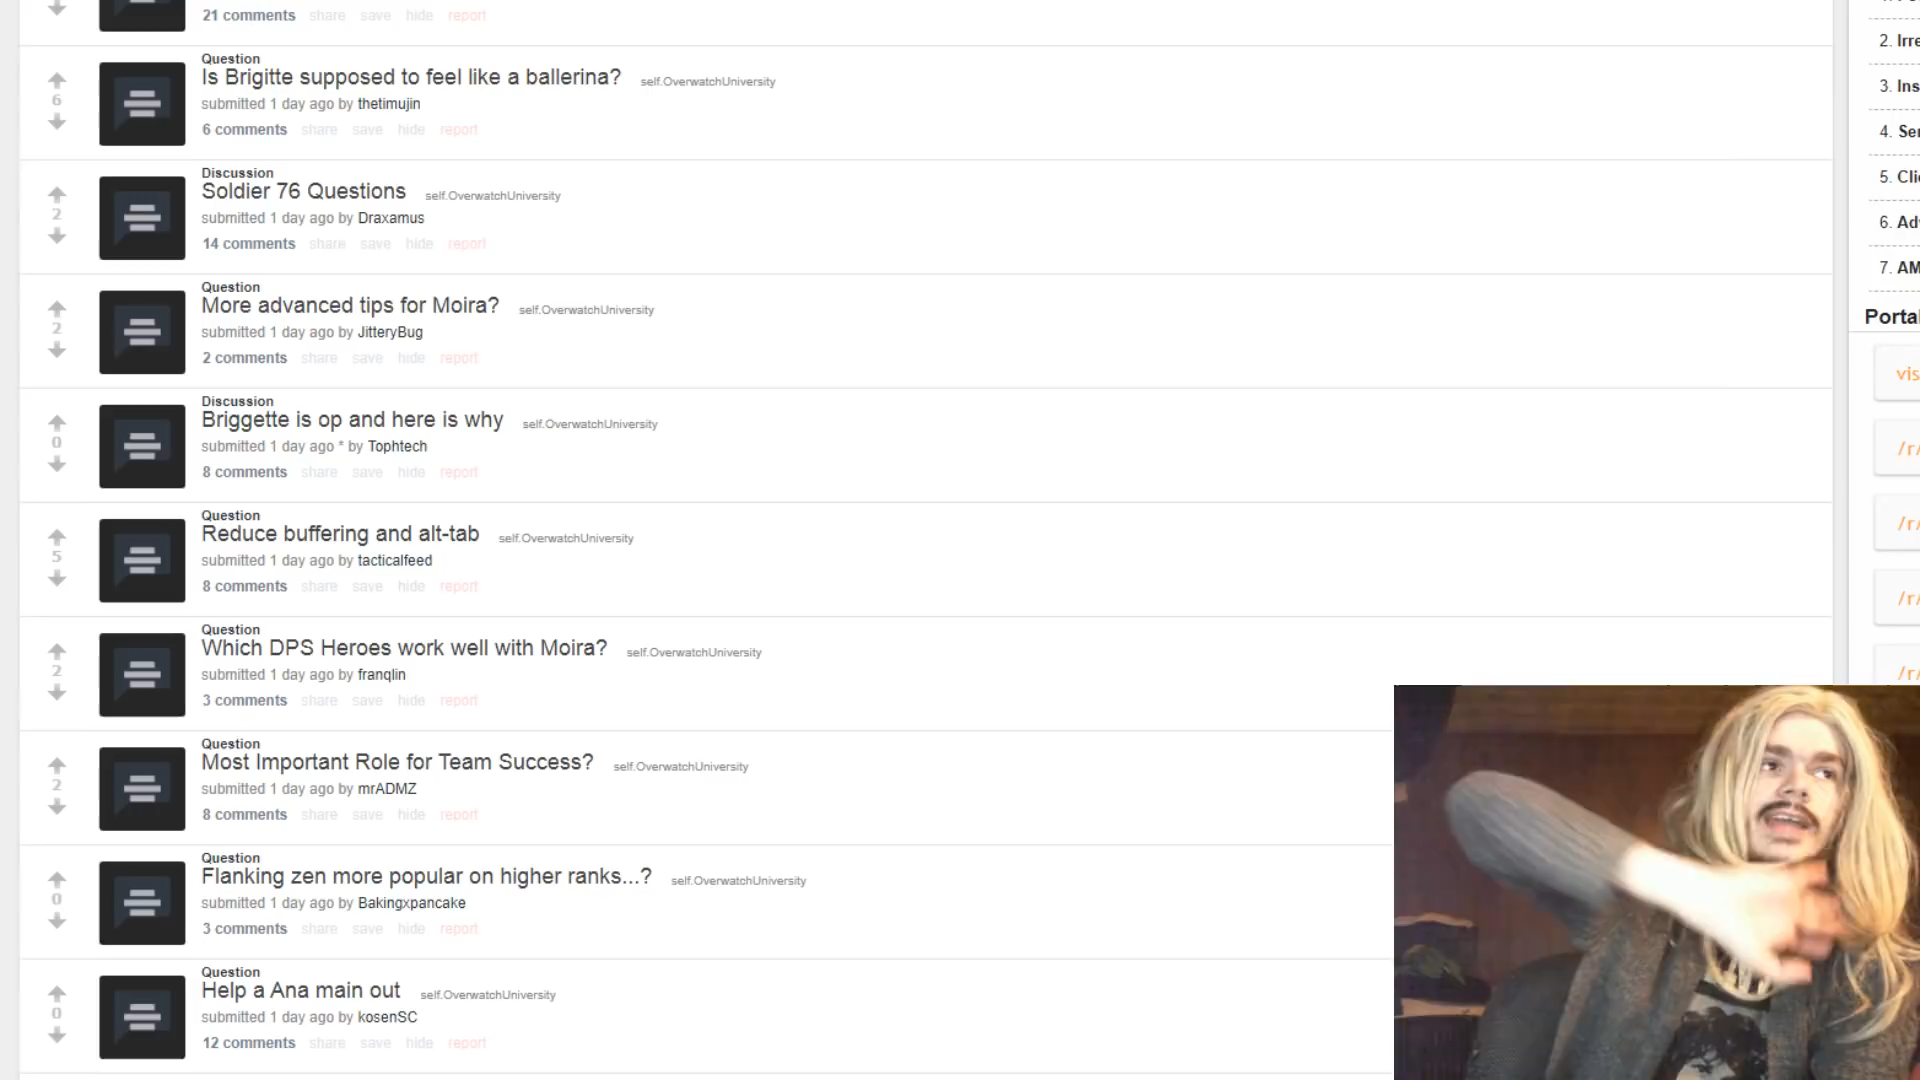 21 comments share save hide report
Question
Is Brigitte supposed to feel like a ballerina? self.OverwatchUniversity
6
submitted 1 day ago by thetimujin
6 comments share save hide report
Discussion
Soldier 76 Questions self.OverwatchUniversity
2
submitted 1 day ago by Draxamus
14 comments share save hide report
Question
More advanced tips for Moira? self.OverwatchUniversity
2
submitted 1 day ago by JitteryBug
2 comments share save hide report
Discussion
Briggette is op and here is why self.OverwatchUniversity
0
submitted 1 day ago * by Tophtech
8 comments share save hide report
Question
Reduce buffering and alt-tab self.OverwatchUniversity
5
submitted 1 day ago by tacticalfeed
8 comments share save hide report
Question
Which DPS Heroes work well with Moira? self.OverwatchUniversity
2
submitted 1 day ago by franqlin
3 comments share save hide report
Question
Most Important Role for Team Success? self.OverwatchUniversity
2
submitted 1 day ago by mrADMZ
8 comments share save hide report
Question
Flanking zen more popular on higher ranks...? self.OverwatchUniversity
0
submitted 1 day ago by Bakingxpancake
3 comments share save hide report
Question
Help a Ana main out self.OverwatchUniversity
0
submitted 1 day ago by kosenSC
12 comments share save hide report
2. Irre
3. Ins
4. Ser
5. Clic
6. Adv
7. AM
Portal
vis
/r/
/r/
/r/
/r/